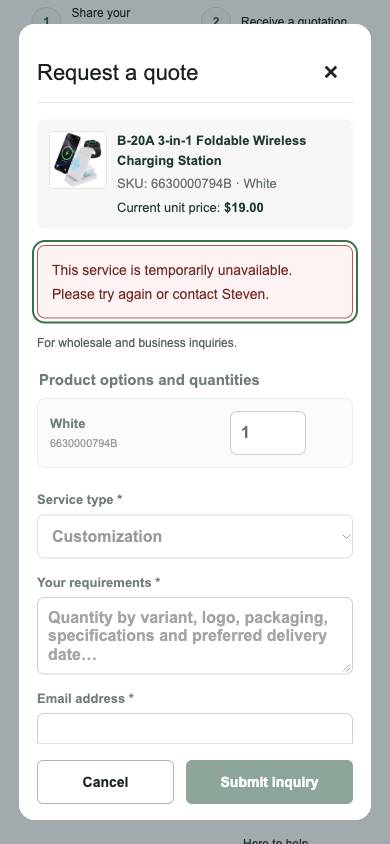 1
Share your
2
Receive a quotation
Request a quote
×
B-20A 3-in-1 Foldable Wireless
Charging Station
SKU: 6630000794B · White
Current unit price: $19.00
This service is temporarily unavailable.
Please try again or contact Steven.
For wholesale and business inquiries.
Product options and quantities
White
1
6630000794B
Service type *
Customization
Your requirements *
Quantity by variant, logo, packaging,
specifications and preferred delivery
date…
Email address *
Cancel
Submit inquiry
Here to help